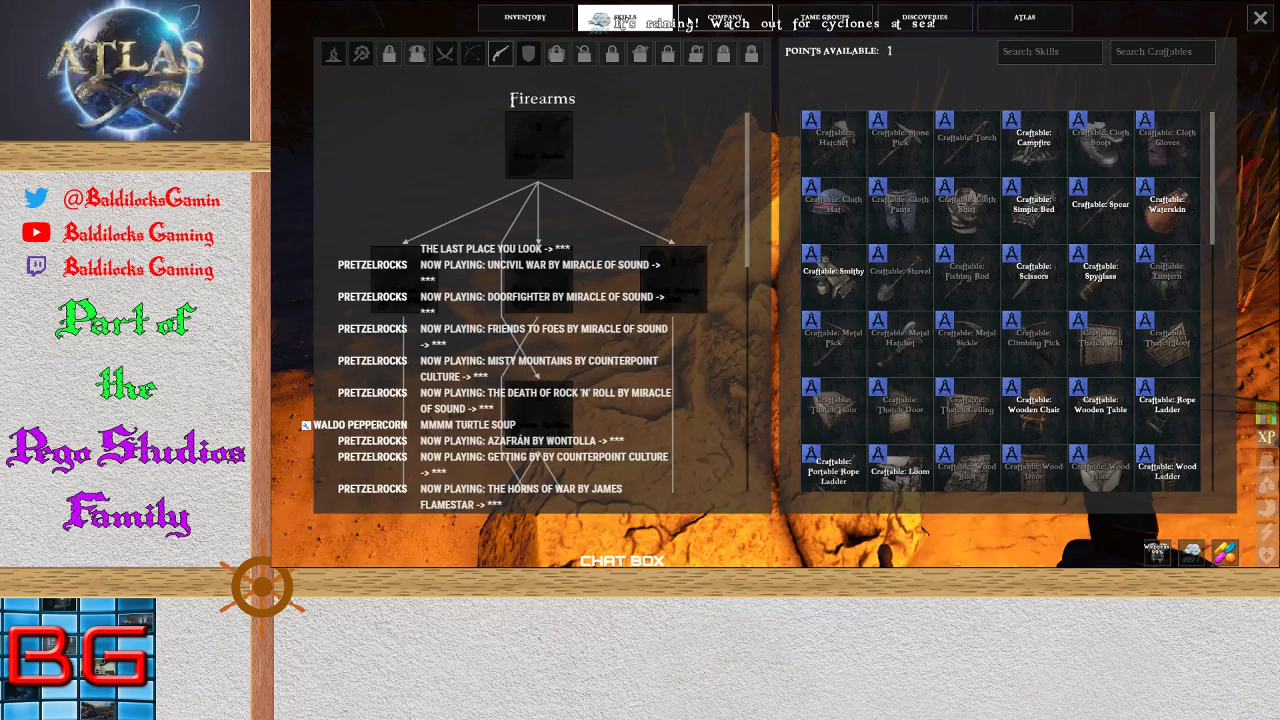 ATLAS
@BaldilocksGamin
Baldilocks Gaming
Baldilocks Gaming
Part of
the
Pego Studios
Family
BG
INVENTORY
SKILLS
COMPANY
TAME GROUPS
DISCOVERIES
ATLAS
It's raining! Watch out for cyclones at sea!
POINTS AVAILABLE: 1
Search Skills
Search Craftables
Firearms
THE LAST PLACE YOU LOOK -> ***
PRETZELROCKS NOW PLAYING: UNCIVIL WAR BY MIRACLE OF SOUND ->
***
PRETZELROCKS NOW PLAYING: DOORFIGHTER BY MIRACLE OF SOUND ->
***
PRETZELROCKS NOW PLAYING: FRIENDS TO FOES BY MIRACLE OF SOUND
-> ***
PRETZELROCKS NOW PLAYING: MISTY MOUNTAINS BY COUNTERPOINT
CULTURE -> ***
PRETZELROCKS NOW PLAYING: THE DEATH OF ROCK 'N' ROLL BY MIRACLE
OF SOUND -> ***
WALDO PEPPERCORN MMMM TURTLE SOUP
PRETZELROCKS NOW PLAYING: AZAFRÁN BY WONTOLLA -> ***
PRETZELROCKS NOW PLAYING: GETTING BY BY COUNTERPOINT CULTURE
-> ***
PRETZELROCKS NOW PLAYING: THE HORNS OF WAR BY JAMES
FLAMESTAR -> ***
CHAT BOX
Craftable:
Hatchet
Craftable: Stone
Pick
Craftable: Torch
Craftable:
Campfire
Craftable: Cloth
Boots
Craftable: Cloth
Gloves
Craftable: Cloth
Hat
Craftable: Cloth
Pants
Craftable: Cloth
Shirt
Craftable:
Simple Bed
Craftable: Spear
Craftable:
Waterskin
Craftable: Smithy
Craftable: Shovel
Craftable:
Fishing Rod
Craftable:
Scissors
Craftable:
Spyglass
Craftable:
Craftable: Metal
Pick
Craftable: Metal
Hatchet
Craftable: Metal
Sickle
Craftable:
Climbing Pick
Craftable:
Thatch Wall
Craftable:
Thatch Roof
Craftable:
Thatch Door
Craftable:
Thatch Door
Craftable:
Thatch Ceiling
Craftable:
Wooden Chair
Craftable:
Wooden Table
Craftable: Rope
Ladder
Craftable:
Portable Rope
Ladder
Craftable: Loom
Craftable: Wood
Roof
Craftable: Wood
Door
Craftable: Wood
Door
Craftable: Wood
Ladder
XP